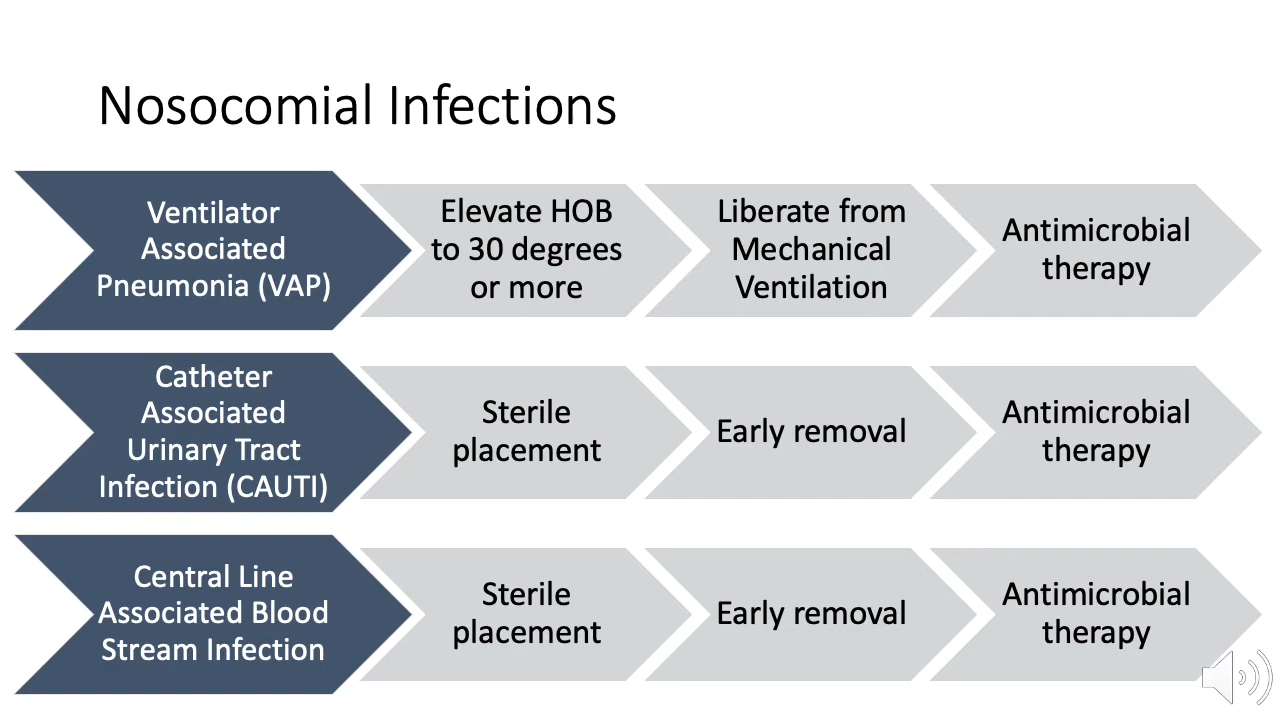 Nosocomial Infections
Ventilator
Associated
Pneumonia (VAP)
Elevate HOB
to 30 degrees
or more
Liberate from
Mechanical
Ventilation
Antimicrobial
therapy
Catheter
Associated
Urinary Tract
Infection (CAUTI)
Sterile
placement
Early removal
Antimicrobial
therapy
Central Line
Associated Blood
Stream Infection
Sterile
placement
Early removal
Antimicrobial
therapy